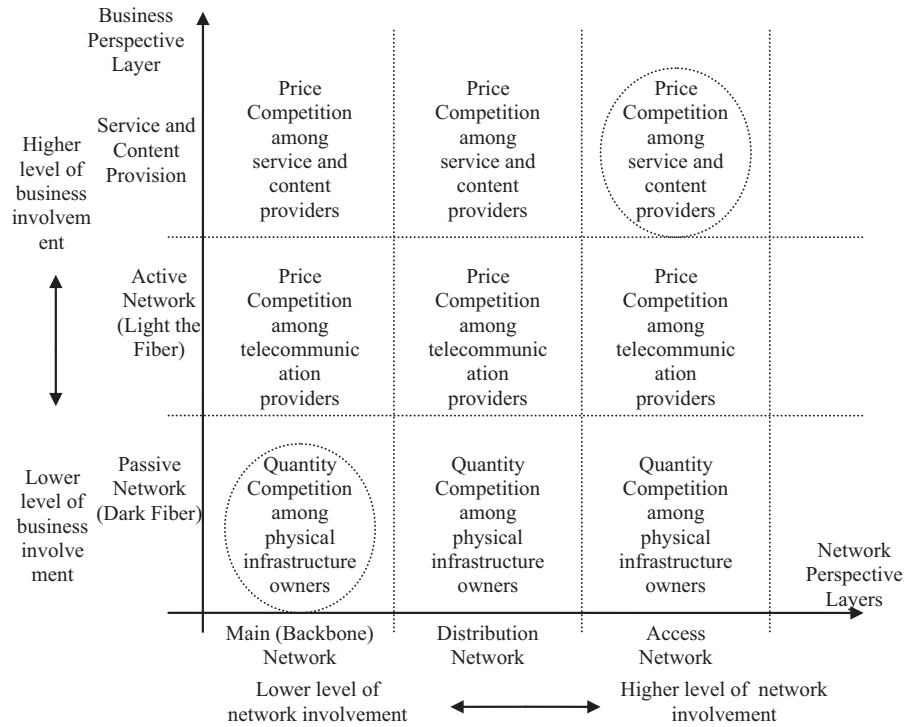 Business
Perspective
Layer
Higher
level of
business
involvem
ent
Service and
Content
Provision
Price
Competition
among
service and
content
providers
Price
Competition
among
service and
content
providers
Price
Competition
among
service and
content
providers
Active
Network
(Light the
Fiber)
Price
Competition
among
telecommunic
ation
providers
Price
Competition
among
telecommunic
ation
providers
Price
Competition
among
telecommunic
ation
providers
Lower
level of
business
involve
ment
Passive
Network
(Dark Fiber)
Quantity
Competition
among
physical
infrastructure
owners
Quantity
Competition
among
physical
infrastructure
owners
Quantity
Competition
among
physical
infrastructure
owners
Network
Perspective
Layers
Main (Backbone)
Network
Distribution
Network
Access
Network
Lower level of
network involvement
Higher level of network
involvement